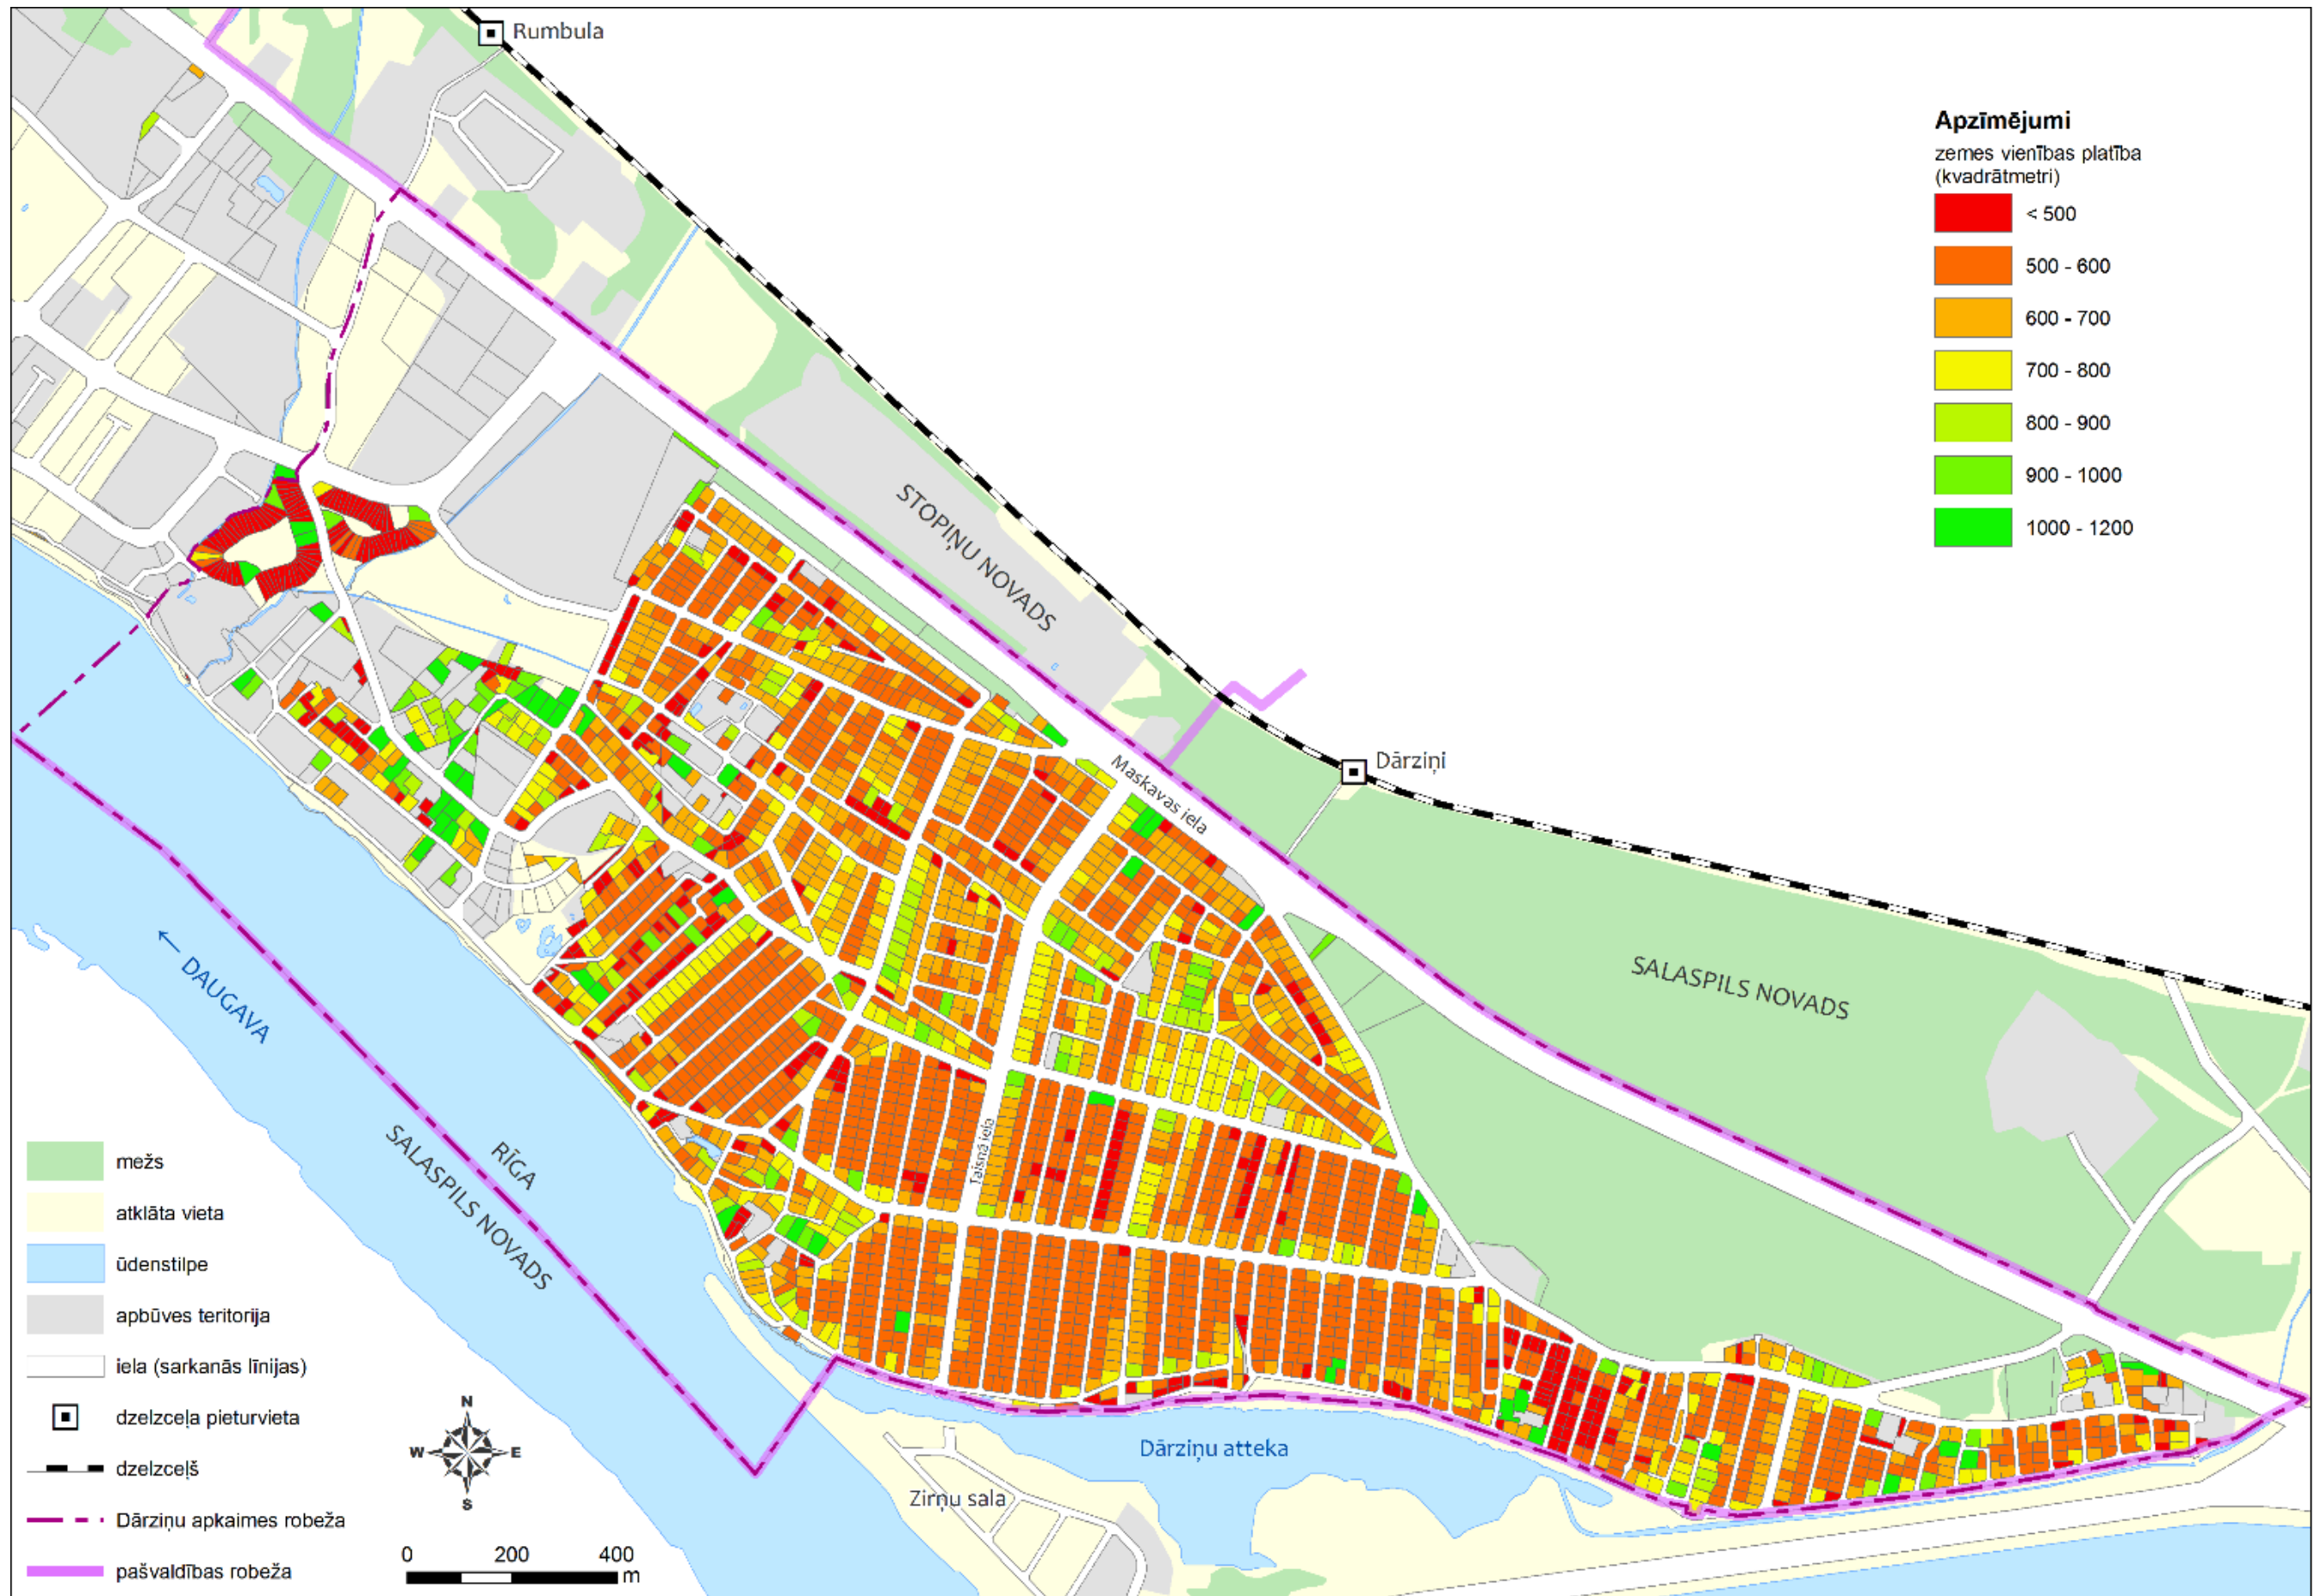 Rumbula
Apzīmējumi
zemes vienības platība
(kvadrātmetri)
< 500
500 - 600
600 - 700
700 - 800
800 - 900
900 - 1000
1000 - 1200
STOPIŅU NOVADS
Dārziņi
Maskavas iela
SALASPILS NOVADS
← DAUGAVA
RĪGA
SALASPILS NOVADS
Taisnā iela
mežs
atklāta vieta
ūdenstilpe
apbūves teritorija
iela (sarkanās līnijas)
dzelzceļa pieturvieta
dzelzceļš
Dārziņu apkaimes robeža
pašvaldības robeža
N
W E
S
0 200 400
m
Dārziņu atteka
Zirņu sala